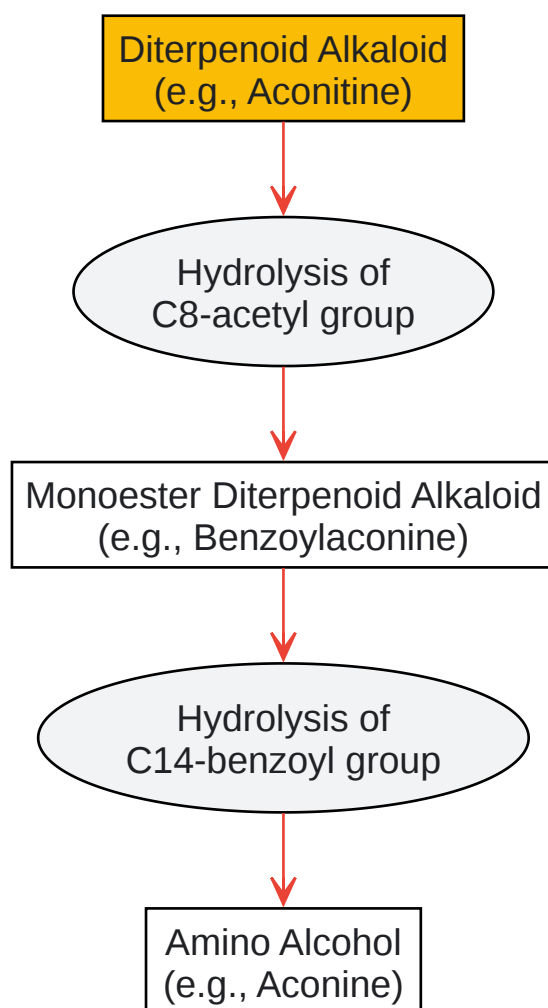 Diterpenoid Alkaloid
(e.g., Aconitine)
Hydrolysis of
C8-acetyl group
Monoester Diterpenoid Alkaloid
(e.g., Benzoylaconine)
Hydrolysis of
C14-benzoyl group
Amino Alcohol
(e.g., Aconine)